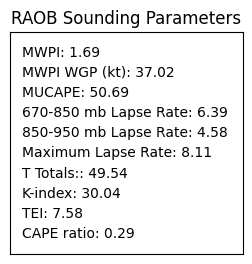 RAOB Sounding Parameters
MWPI: 1.69
MWPI WGP (kt): 37.02
MUCAPE: 50.69
670-850 mb Lapse Rate: 6.39
850-950 mb Lapse Rate: 4.58
Maximum Lapse Rate: 8.11
T Totals:: 49.54
K-index: 30.04
TEI: 7.58
CAPE ratio: 0.29